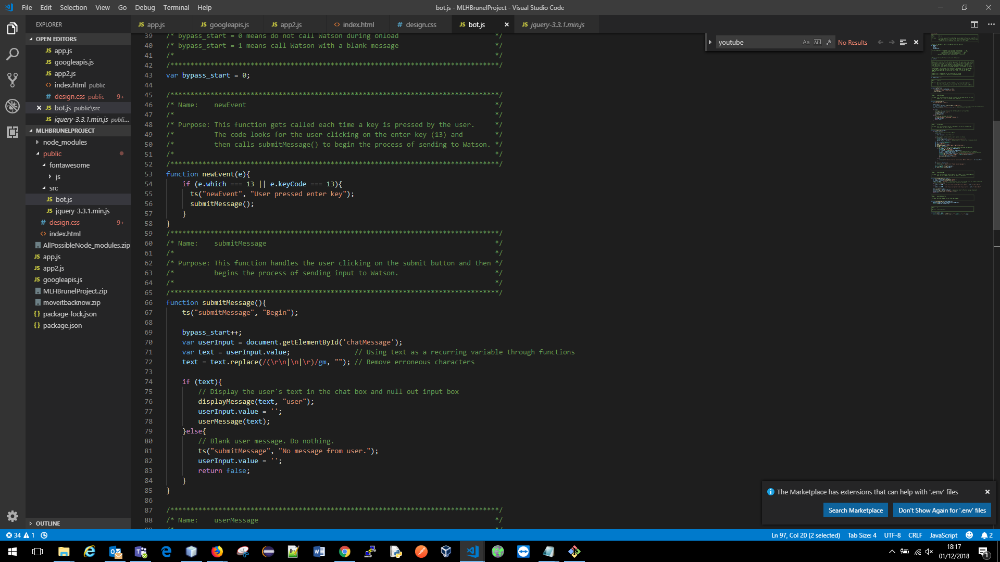 File Edit Selection View Go Debug Terminal Help
bot.js - MLHBrunelProject - Visual Studio Code
EXPLORER
OPEN EDITORS
JS app.js
JS googleapis.js
JS app2.js
<> index.html public
# design.css public 9+
JS bot.js public\src
JS jquery-3.3.1.min.js publi...
MLHBRUNELPROJECT
node_modules
public
fontawesome
js
src
JS bot.js
JS jquery-3.3.1.min.js
# design.css 9+
<> index.html
AllPossibleNode_modules.zip
JS app.js
JS app2.js
JS googleapis.js
MLHBrunelProject.zip
moveitbacknow.zip
{} package-lock.json
{} package.json
OUTLINE
JS app.js JS googleapis.js JS app2.js <> index.html # design.css JS bot.js JS jquery-3.3.1.min.js
youtube Aa Abl .* No Results
39 /* bypass_start = 0 means do not call Watson during onload */
40 /* bypass_start = 1 means call Watson with a blank message */
41 /* */
42 /**********************************************************************************/
43 var bypass_start = 0;
44
45 /**********************************************************************************/
46 /* Name: newEvent */
47 /* */
48 /* Purpose: This function gets called each time a key is pressed by the user. */
49 /* The code looks for the user clicking on the enter key (13) and */
50 /* then calls submitMessage() to begin the process of sending to Watson. */
51 /* */
52 /**********************************************************************************/
53 function newEvent(e){
54 if (e.which === 13 || e.keyCode === 13){
55 ts("newEvent", "User pressed enter key");
56 submitMessage();
57 }
58 }
59 /**********************************************************************************/
60 /* Name: submitMessage */
61 /* */
62 /* Purpose: This function handles the user clicking on the submit button and then */
63 /* begins the process of sending input to Watson. */
64 /* */
65 /**********************************************************************************/
66 function submitMessage(){
67 ts("submitMessage", "Begin");
68
69 bypass_start++;
70 var userInput = document.getElementById('chatMessage');
71 var text = userInput.value; // Using text as a recurring variable through functions
72 text = text.replace(/(\r\n|\n|\r)/gm, ""); // Remove erroneous characters
73
74 if (text){
75 // Display the user's text in the chat box and null out input box
76 displayMessage(text, "user");
77 userInput.value = '';
78 userMessage(text);
79 }else{
80 // Blank user message. Do nothing.
81 ts("submitMessage", "No message from user.");
82 userInput.value = '';
83 return false;
84 }
85 }
86
87 /**********************************************************************************/
88 /* Name: userMessage */
The Marketplace has extensions that can help with '.env' files
Search Marketplace Don't Show Again for '.env' files
34 1 Ln 97, Col 20 (2 selected) Tab Size: 4 UTF-8 CRLF JavaScript 2
18:17
01/12/2018
1